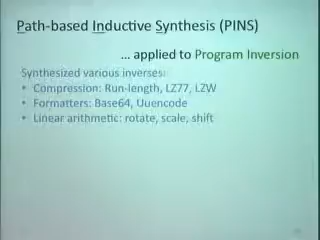 Path-based Inductive Synthesis (PINS)
... applied to Program Inversion
Synthesized various inverses:
• Compression: Run-length, LZ77, LZW
• Formatters: Base64, Uuencode
• Linear arithmetic: rotate, scale, shift